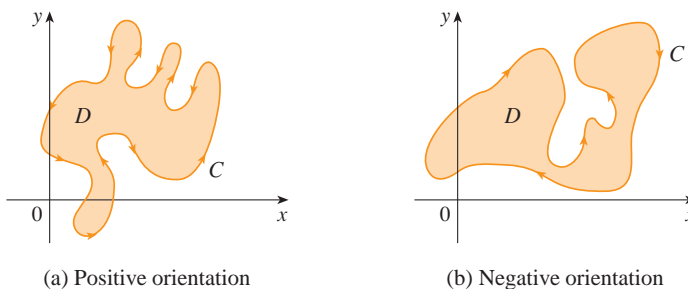 y
D
C
0
x
(a) Positive orientation
y
C
D
0
x
(b) Negative orientation